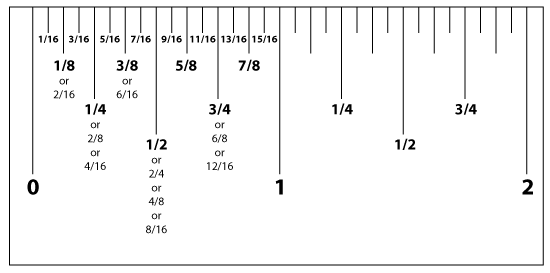 1/16 3/16 5/16 7/16 9/16 11/16 13/16 15/16
1/8 3/8 5/8 7/8
or or
2/16 6/16
1/4 3/4 1/4 3/4
or or
2/8 6/8
or or
4/16 12/16
1/2 1/2
or
2/4
or
4/8
or
8/16
0 1 2